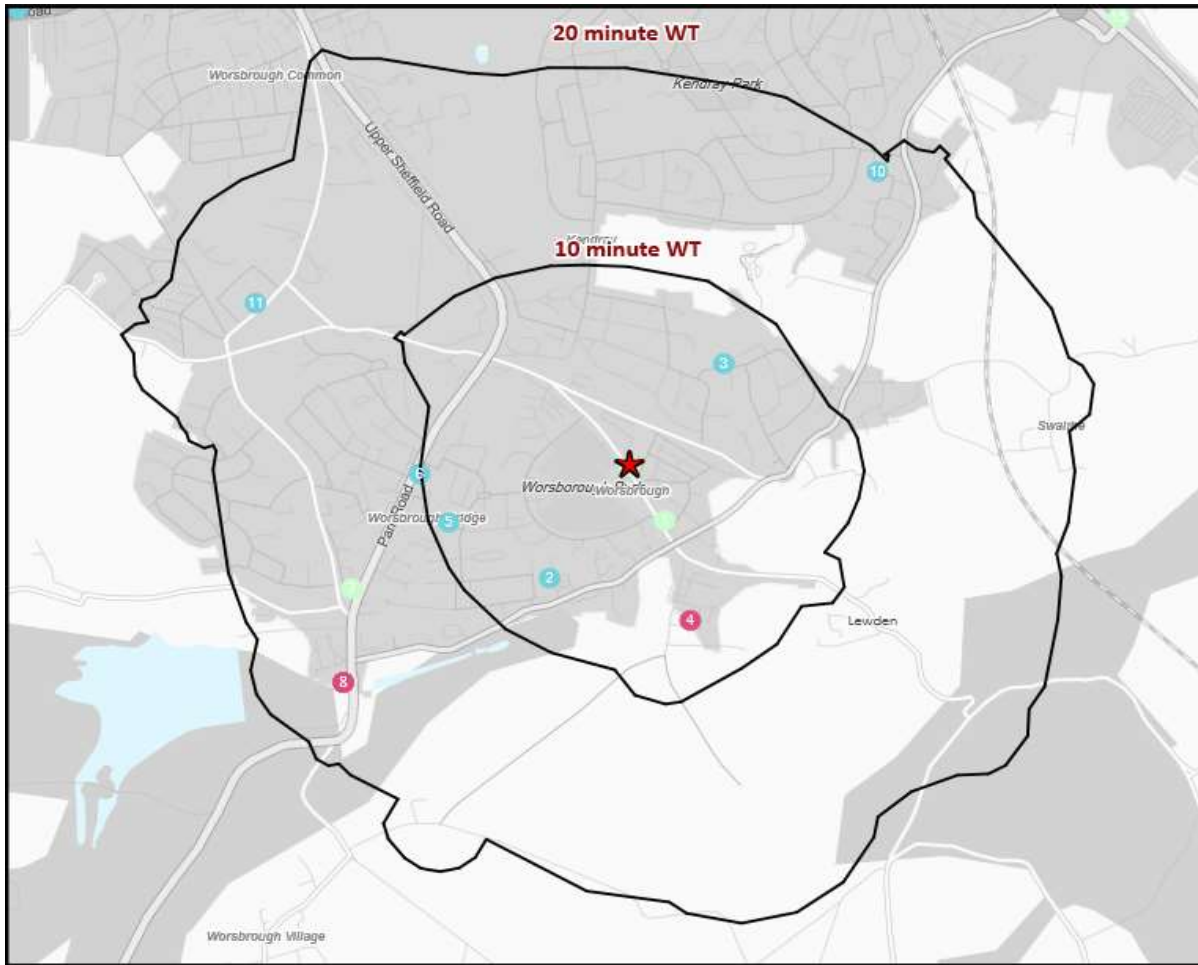 20 minute WT
Worsbrough Common
Kendray Park
Upper Sheffield Road
10
10 minute WT
11
3
Swaithe
6
Worsbrough
Worsbrough Bridge
Park Road
5
2
4
Lewden
8
Worsbrough Village